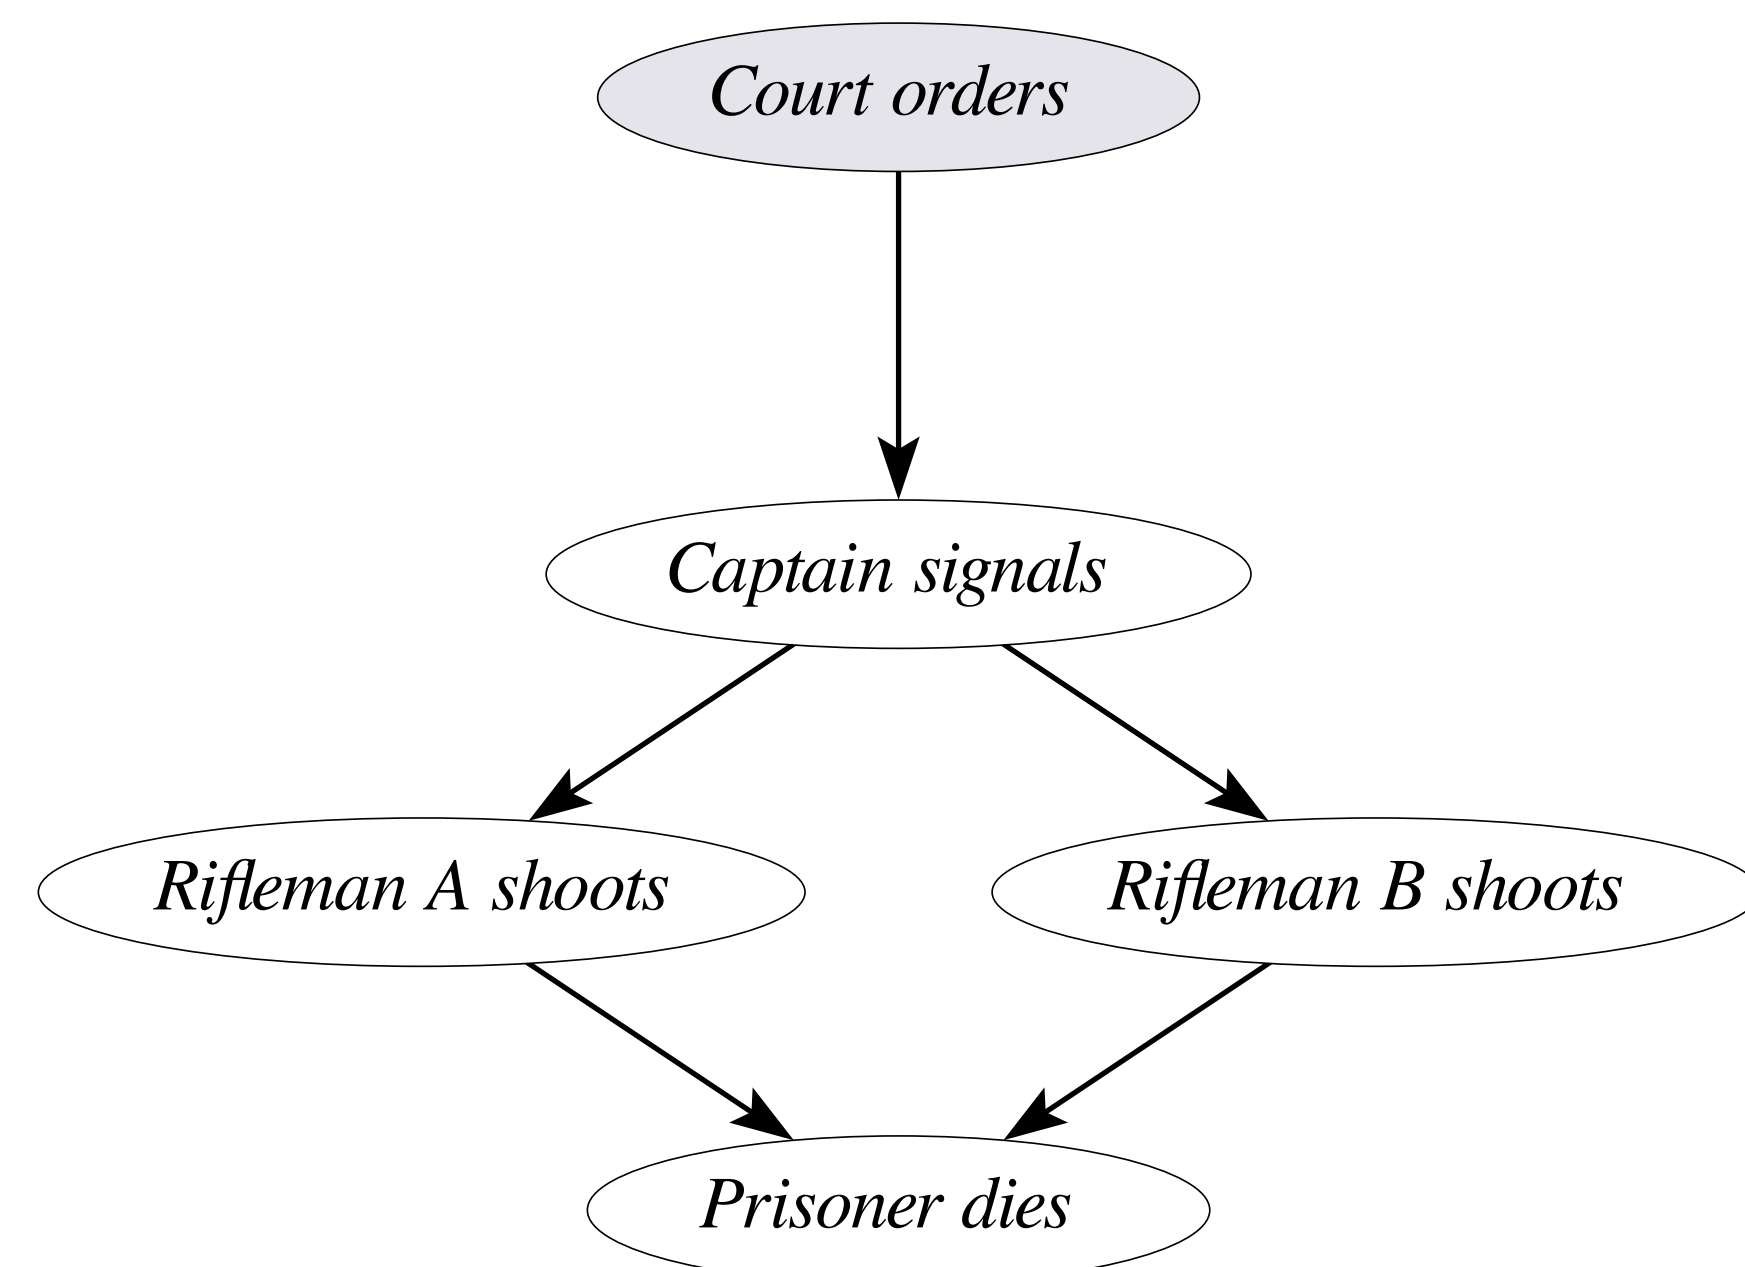 Court orders
Captain signals
Rifleman A shoots
Rifleman B shoots
Prisoner dies